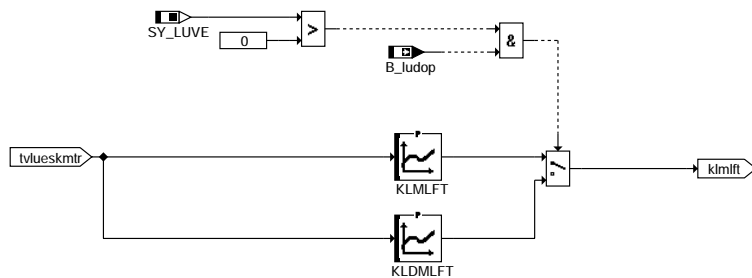 SY_LUVE
0
>
B_ludop
&
tvlueskmtr
P
KLMLFT
klmlft
P
KLDMLFT